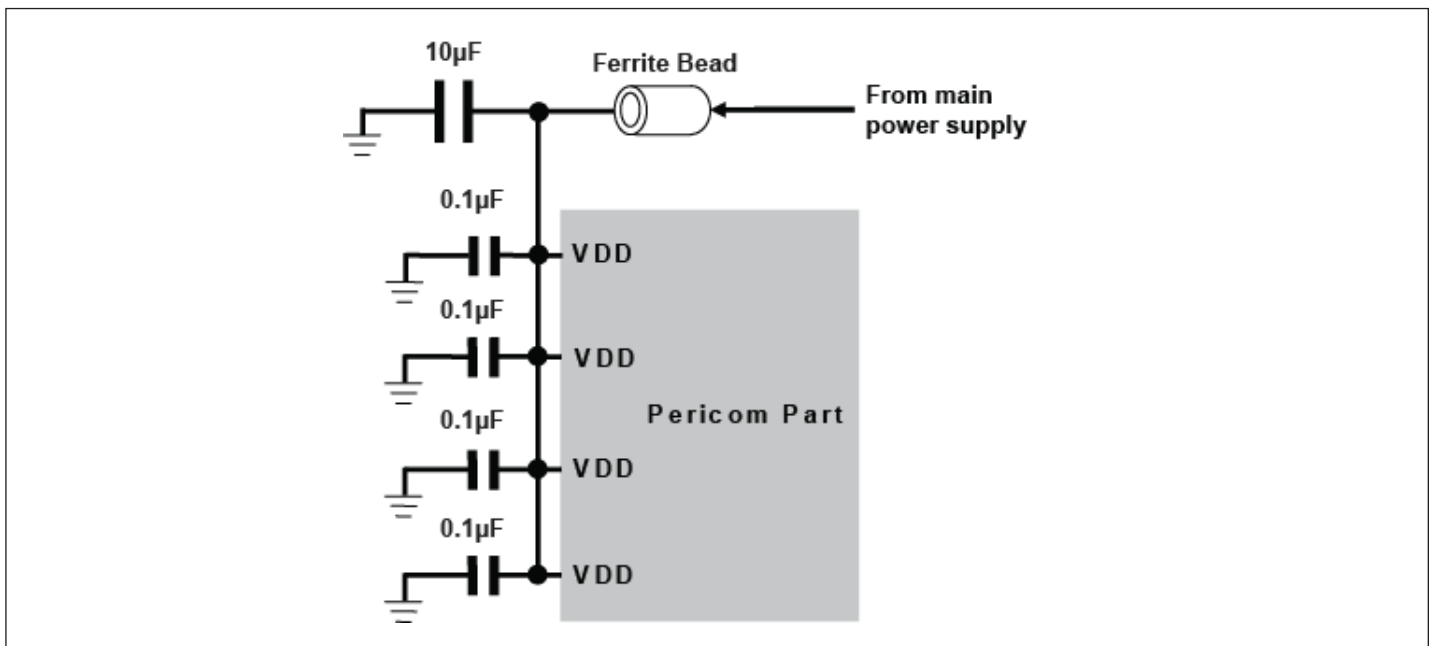 10µF
Ferrite Bead
From main
power supply
0.1µF
VDD
0.1µF
VDD
Pericom Part
0.1µF
VDD
0.1µF
VDD